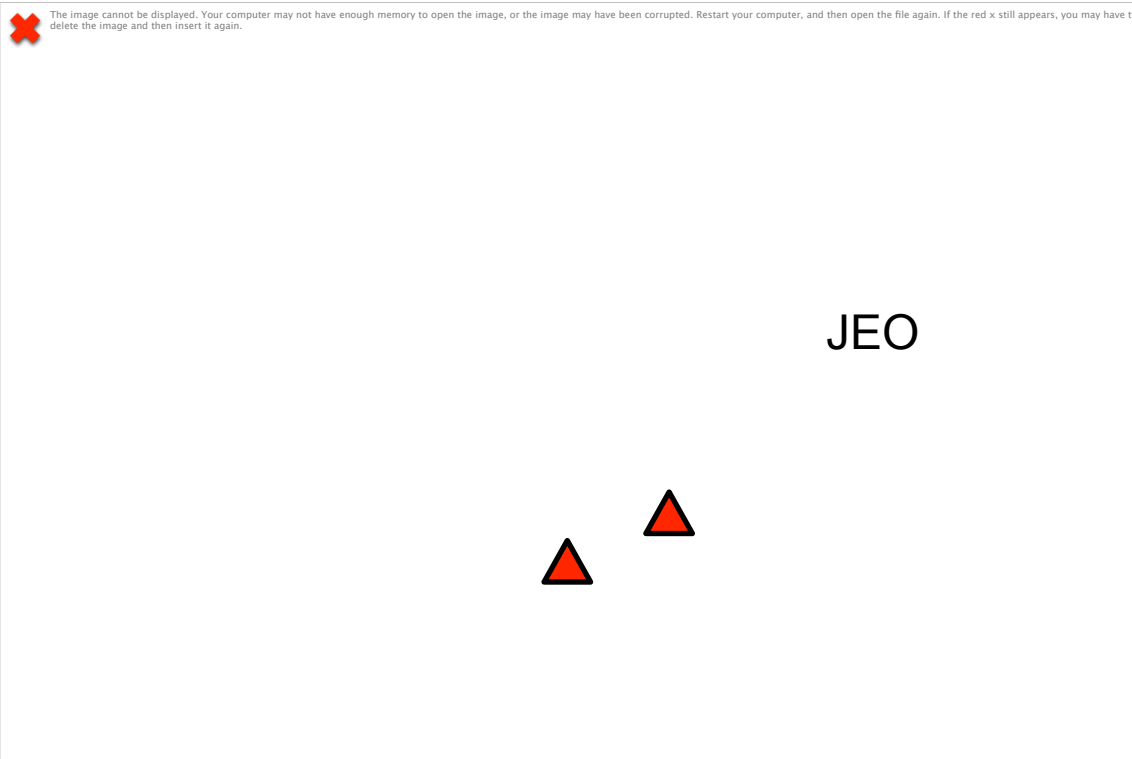 The image cannot be displayed. Your computer may not have enough memory to open the image, or the image may have been corrupted. Restart your computer, and then open the file again. If the red x still appears, you may have t
delete the image and then insert it again.
JEO